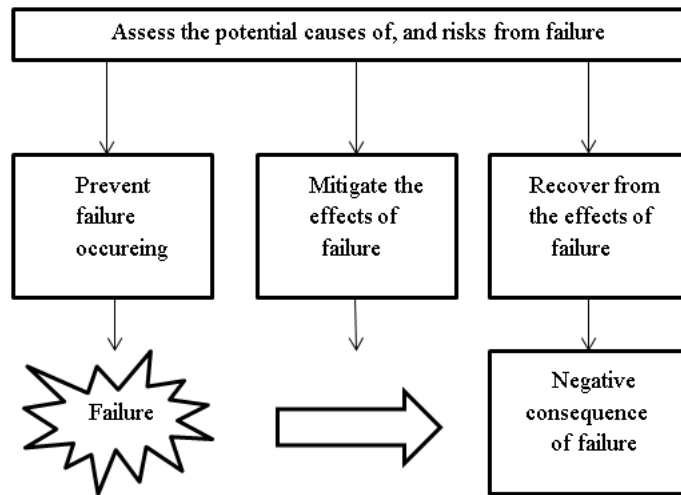 Assess the potential causes of, and risks from failure
Prevent
failure
occureing
Mitigate the
effects of
failure
Recover from
the effects of
failure
Failure
Negative
consequence
of failure